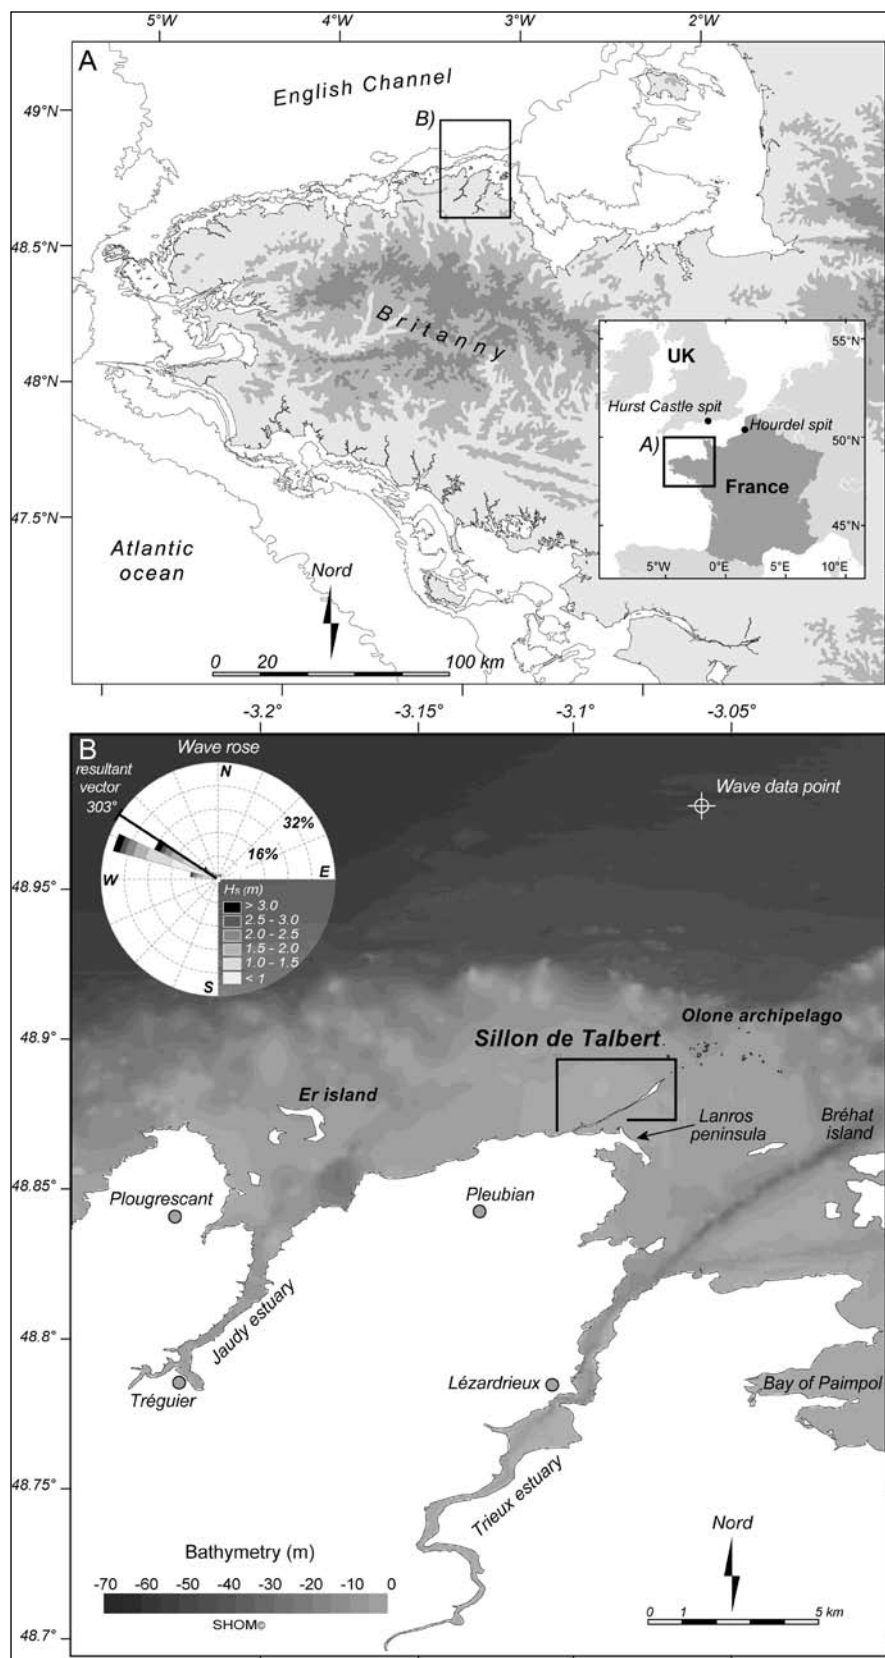 5°W 4°W 3°W 2°W
A
English Channel
49°N
B)
48.5°N
Britanny
48°N
47.5°N
Atlantic
ocean
Nord
0 20 100 km
UK
55°N
Hurst Castle spit
Hourdel spit
50°N
A)
France
45°N
5°W 0°E 5°E 10°E
-3.2° -3.15° -3.1° -3.05°
B
Wave rose
resultant
vector
303°
N
32%
16%
W
E
S
Hs (m)
> 3.0
2.5 - 3.0
2.0 - 2.5
1.5 - 2.0
1.0 - 1.5
< 1
Wave data point
48.95°
48.9°
Olone archipelago
Sillon de Talbert
Er island
Lanros
peninsula
Bréhat
island
48.85°
Plougrescant
Pleubian
Jaudy estuary
48.8°
Tréguier
Lézardrieux
Bay of Paimpol
48.75°
Trieux estuary
Nord
Bathymetry (m)
-70 -60 -50 -40 -30 -20 -10 0
SHOM©
0 1 5 km
48.7°